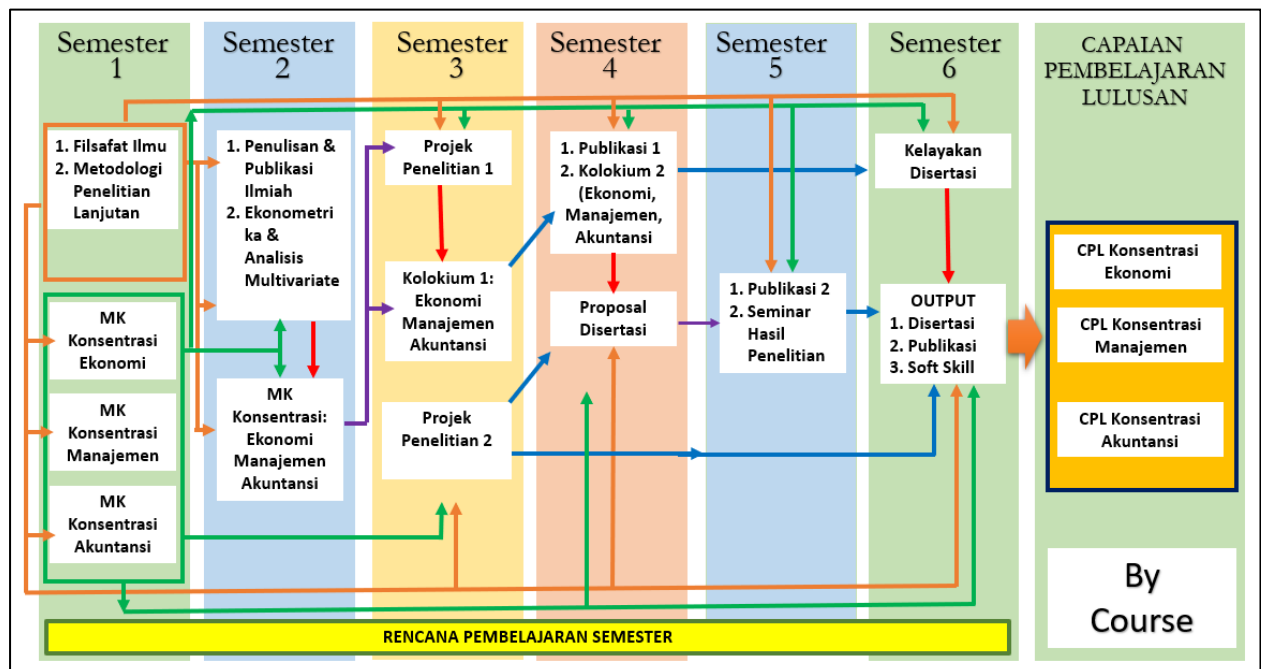 Semester
1
Semester
2
Semester
3
Semester
4
Semester
5
Semester
6
CAPAIAN
PEMBELAJARAN
LULUSAN
1. Filsafat Ilmu
2. Metodologi
Penelitian
Lanjutan
MK
Konsentrasi
Ekonomi
MK
Konsentrasi
Manajemen
MK
Konsentrasi
Akuntansi
1. Penulisan &
Publikasi
Ilmiah
2. Ekonometri
ka &
Analisis
Multivariate
MK
Konsentrasi:
Ekonomi
Manajemen
Akuntansi
Projek
Penelitian 1
Kolokium 1:
Ekonomi
Manajemen
Akuntansi
Projek
Penelitian 2
1. Publikasi 1
2. Kolokium 2
(Ekonomi,
Manajemen,
Akuntansi
Proposal
Disertasi
1. Publikasi 2
2. Seminar
Hasil
Penelitian
Kelayakan
Disertasi
OUTPUT
1. Disertasi
2. Publikasi
3. Soft Skill
CPL Konsentrasi
Ekonomi
CPL Konsentrasi
Manajemen
CPL Konsentrasi
Akuntansi
By
Course
RENCANA PEMBELAJARAN SEMESTER